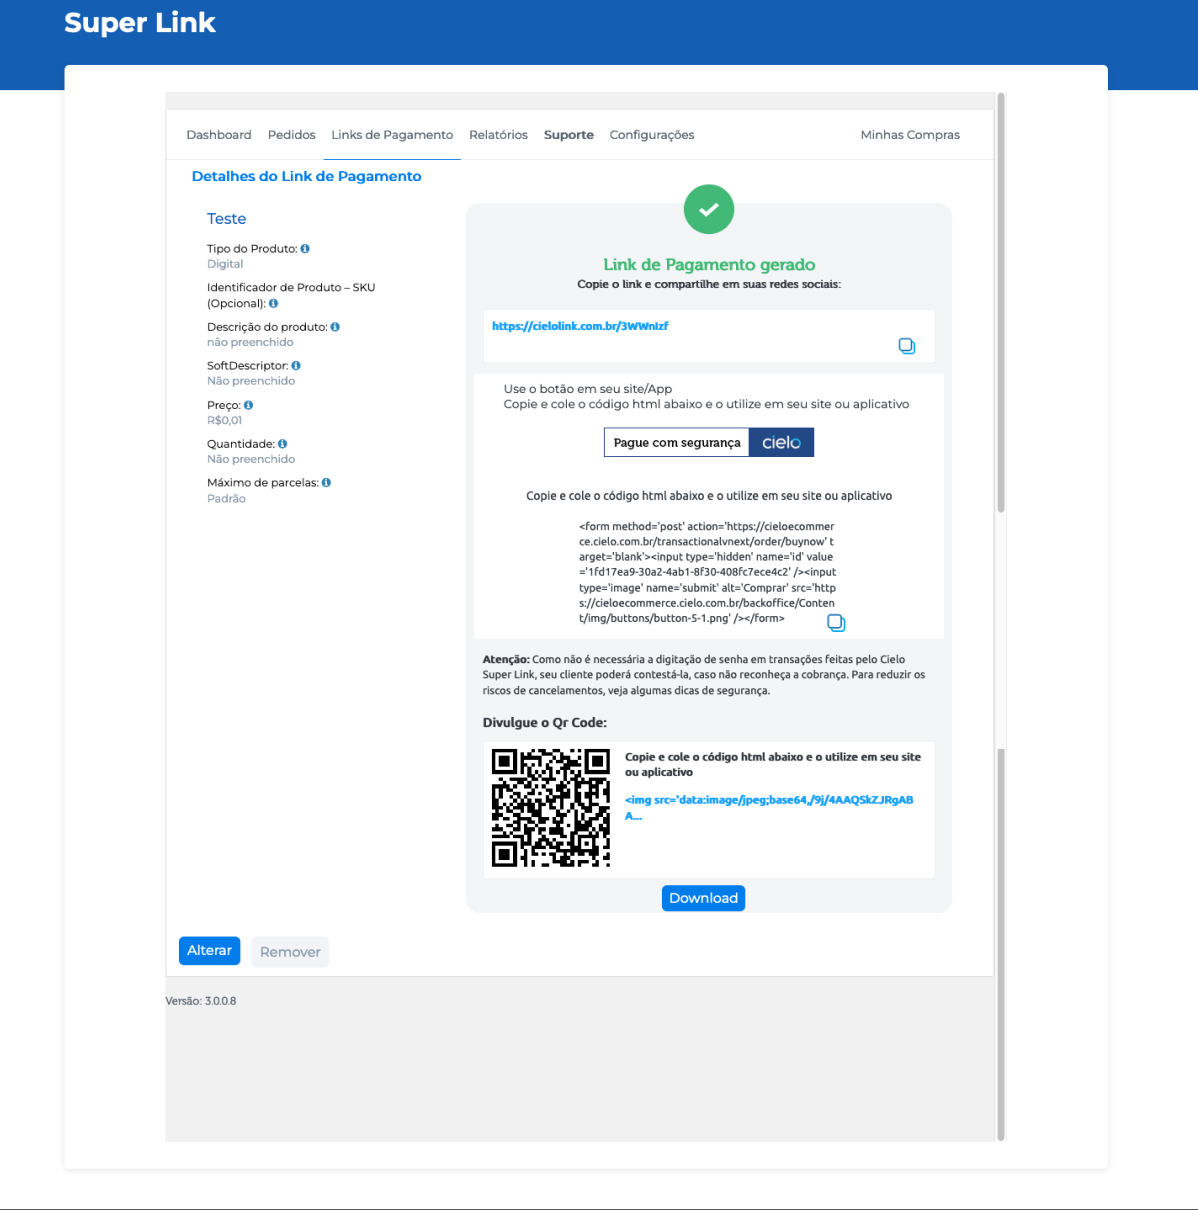 Super Link
Dashboard Pedidos Links de Pagamento Relatórios Suporte Configurações Minhas Compras
Detalhes do Link de Pagamento
Teste
Tipo do Produto:
Digital
Identificador de Produto – SKU
(Opcional):
Descrição do produto:
não preenchido
SoftDescriptor:
Não preenchido
Preço:
R$0,01
Quantidade:
Não preenchido
Máximo de parcelas:
Padrão
Link de Pagamento gerado
Copie o link e compartilhe em suas redes sociais:
https://cielolink.com.br/3WWnIzf
Use o botão em seu site/App
Copie e cole o código html abaixo e o utilize em seu site ou aplicativo
Pague com segurança cielo
Copie e cole o código html abaixo e o utilize em seu site ou aplicativo
<form method='post' action='https://cieloecommer
ce.cielo.com.br/transactionalvnext/order/buynow' t
arget='blank'><input type='hidden' name='id' value
='1fd17ea9-30a2-4ab1-8f30-408fc7ece4c2' /><input
type='image' name='submit' alt='Comprar' src='http
s://cieloecommerce.cielo.com.br/backoffice/Conten
t/img/buttons/button-5-1.png' /></form>
Atenção: Como não é necessária a digitação de senha em transações feitas pelo Cielo
Super Link, seu cliente poderá contestá-la, caso não reconheça a cobrança. Para reduzir os
riscos de cancelamentos, veja algumas dicas de segurança.
Divulgue o Qr Code:
Copie e cole o código html abaixo e o utilize em seu site
ou aplicativo
<img src='data:image/jpeg;base64,/9j/4AAQSkZJRgAB
A...
Download
Alterar Remover
Versão: 3.0.0.8